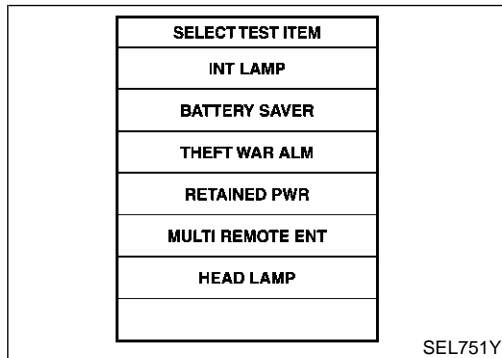 SELECT TEST ITEM
INT LAMP
BATTERY SAVER
THEFT WAR ALM
RETAINED PWR
MULTI REMOTE ENT
HEAD LAMP
SEL751Y